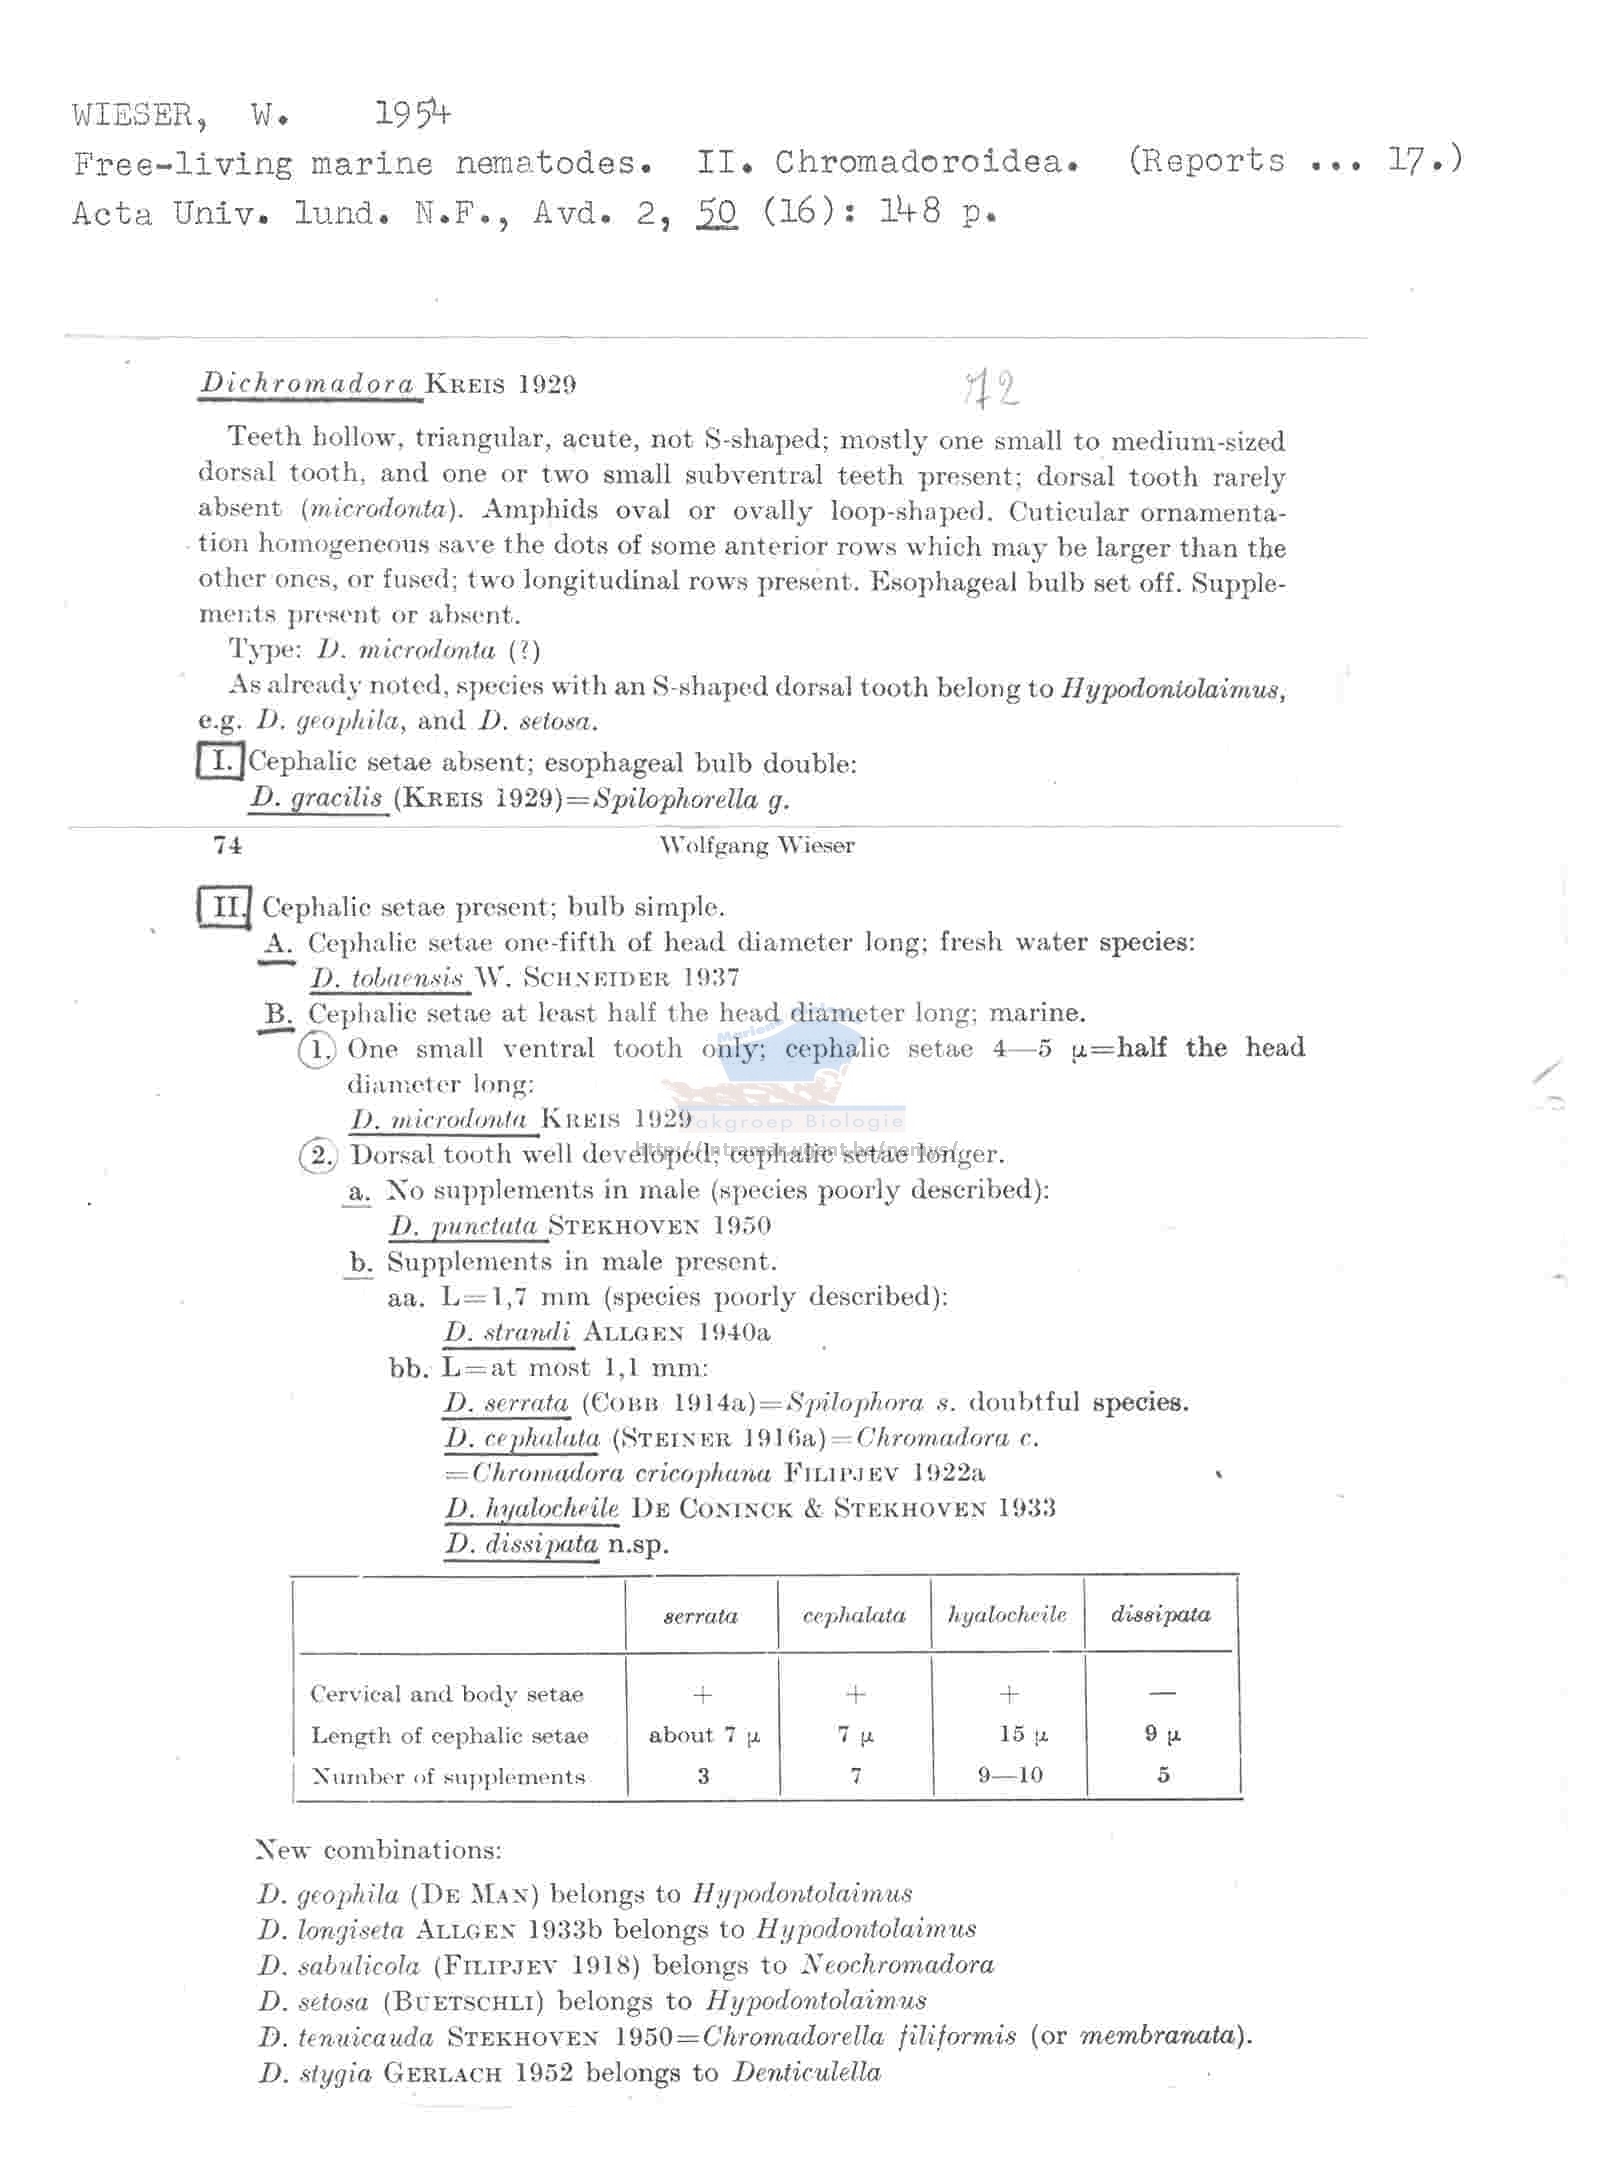 WIESER, W. 1954
Free-living marine nematodes. II. Chromadoroidea. (Reports ... 17.)
Acta Univ. lund. N.F., Avd. 2, 50 (16): 148 p.
Dichromadora KREIS 1929
72
Teeth hollow, triangular, acute, not S-shaped; mostly one small to medium-sized
dorsal tooth, and one or two small subventral teeth present; dorsal tooth rarely
absent (microdonta). Amphids oval or ovally loop-shaped. Cuticular ornamenta-
tion homogeneous save the dots of some anterior rows which may be larger than the
other ones, or fused; two longitudinal rows present. Esophageal bulb set off. Supple-
ments present or absent.
Type: D. microdonta (?)
As already noted, species with an S-shaped dorsal tooth belong to Hypodontolaimus,
e.g. D. geophila, and D. setosa.
I. Cephalic setae absent; esophageal bulb double:
D. gracilis (KREIS 1929)=Spilophorella g.
74 Wolfgang Wieser
II. Cephalic setae present; bulb simple.
A. Cephalic setae one-fifth of head diameter long; fresh water species:
D. tobaensis W. SCHNEIDER 1937
B. Cephalic setae at least half the head diameter long; marine.
1. One small ventral tooth only; cephalic setae 4—5 µ=half the head
diameter long:
D. microdonta KREIS 1929
akgroep Biologie
http://intramar.ugent.be/nemys/
2. Dorsal tooth well developed; cephalic setae longer.
a. No supplements in male (species poorly described):
D. punctata STEKHOVEN 1950
b. Supplements in male present.
aa. L=1,7 mm (species poorly described):
D. strandi ALLGEN 1940a
bb. L=at most 1,1 mm:
D. serrata (COBB 1914a)=Spilophora s. doubtful species.
D. cephalata (STEINER 1916a)=Chromadora c.
=Chromadora cricophana FILIPJEV 1922a
D. hyalocheile DE CONINCK & STEKHOVEN 1933
D. dissipata n.sp.
serrata cephalata hyalocheile dissipata
Cervical and body setae + + + —
Length of cephalic setae about 7 µ 7 µ 15 µ 9 µ
Number of supplements 3 7 9—10 5
New combinations:
D. geophila (DE MAN) belongs to Hypodontolaimus
D. longiseta ALLGEN 1933b belongs to Hypodontolaimus
D. sabulicola (FILIPJEV 1918) belongs to Neochromadora
D. setosa (BUETSCHLI) belongs to Hypodontolaimus
D. tenuicauda STEKHOVEN 1950=Chromadorella filiformis (or membranata).
D. stygia GERLACH 1952 belongs to Denticulella